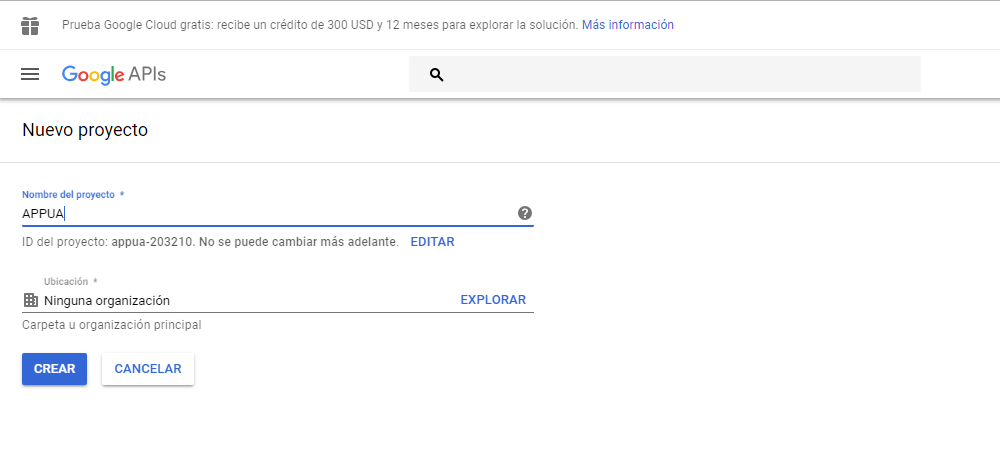 Prueba Google Cloud gratis: recibe un crédito de 300 USD y 12 meses para explorar la solución. Más información
Google APIs
Nuevo proyecto
Nombre del proyecto *
APPUA
ID del proyecto: appua-203210. No se puede cambiar más adelante. EDITAR
Ubicación *
Ninguna organización EXPLORAR
Carpeta u organización principal
CREAR CANCELAR